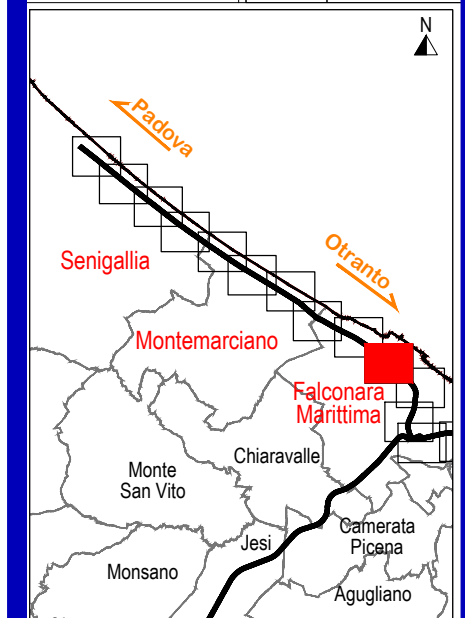 N
Padova
Otranto
Senigallia
Montemarciano
Falconara
Marittima
Chiaravalle
Monte
San Vito
Jesi
Camerata
Picena
Monsano
Agugliano